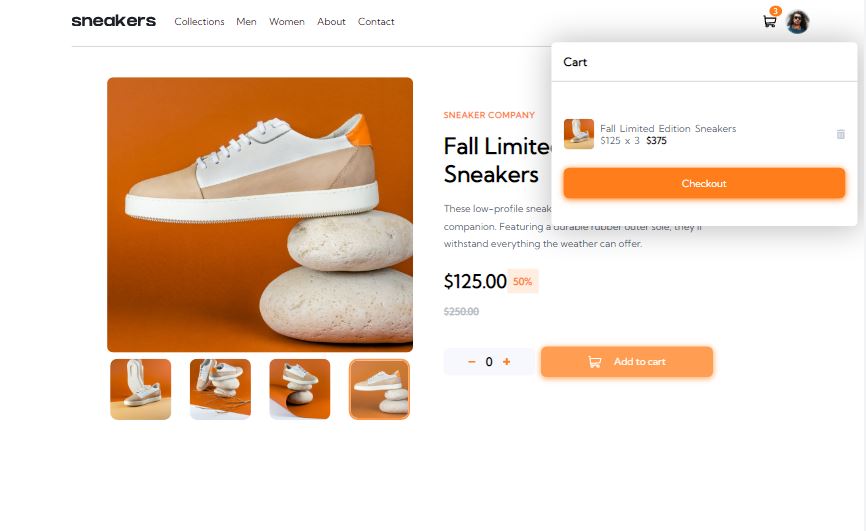 sneakers
Collections Men Women About Contact
3
Cart
Fall Limited Edition Sneakers
$125 x 3 $375
Checkout
SNEAKER COMPANY
Fall Limite
Sneakers
These low-profile sneak
companion. Featuring a durable rubber outer sole, they'll
withstand everything the weather can offer.
$125.00 50%
$250.00
− 0 + Add to cart